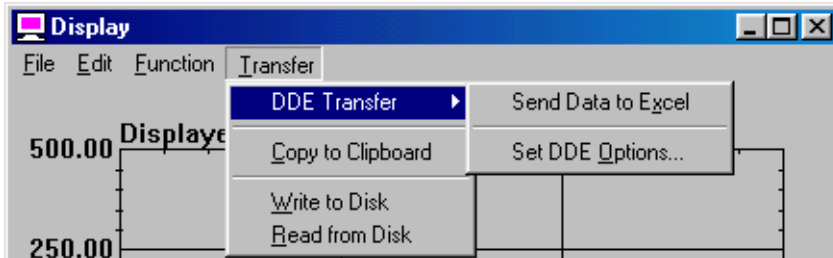 Display
File Edit Function Transfer
DDE Transfer
Send Data to Excel
Displaye
500.00
Copy to Clipboard
Set DDE Options...
Write to Disk
Read from Disk
250.00